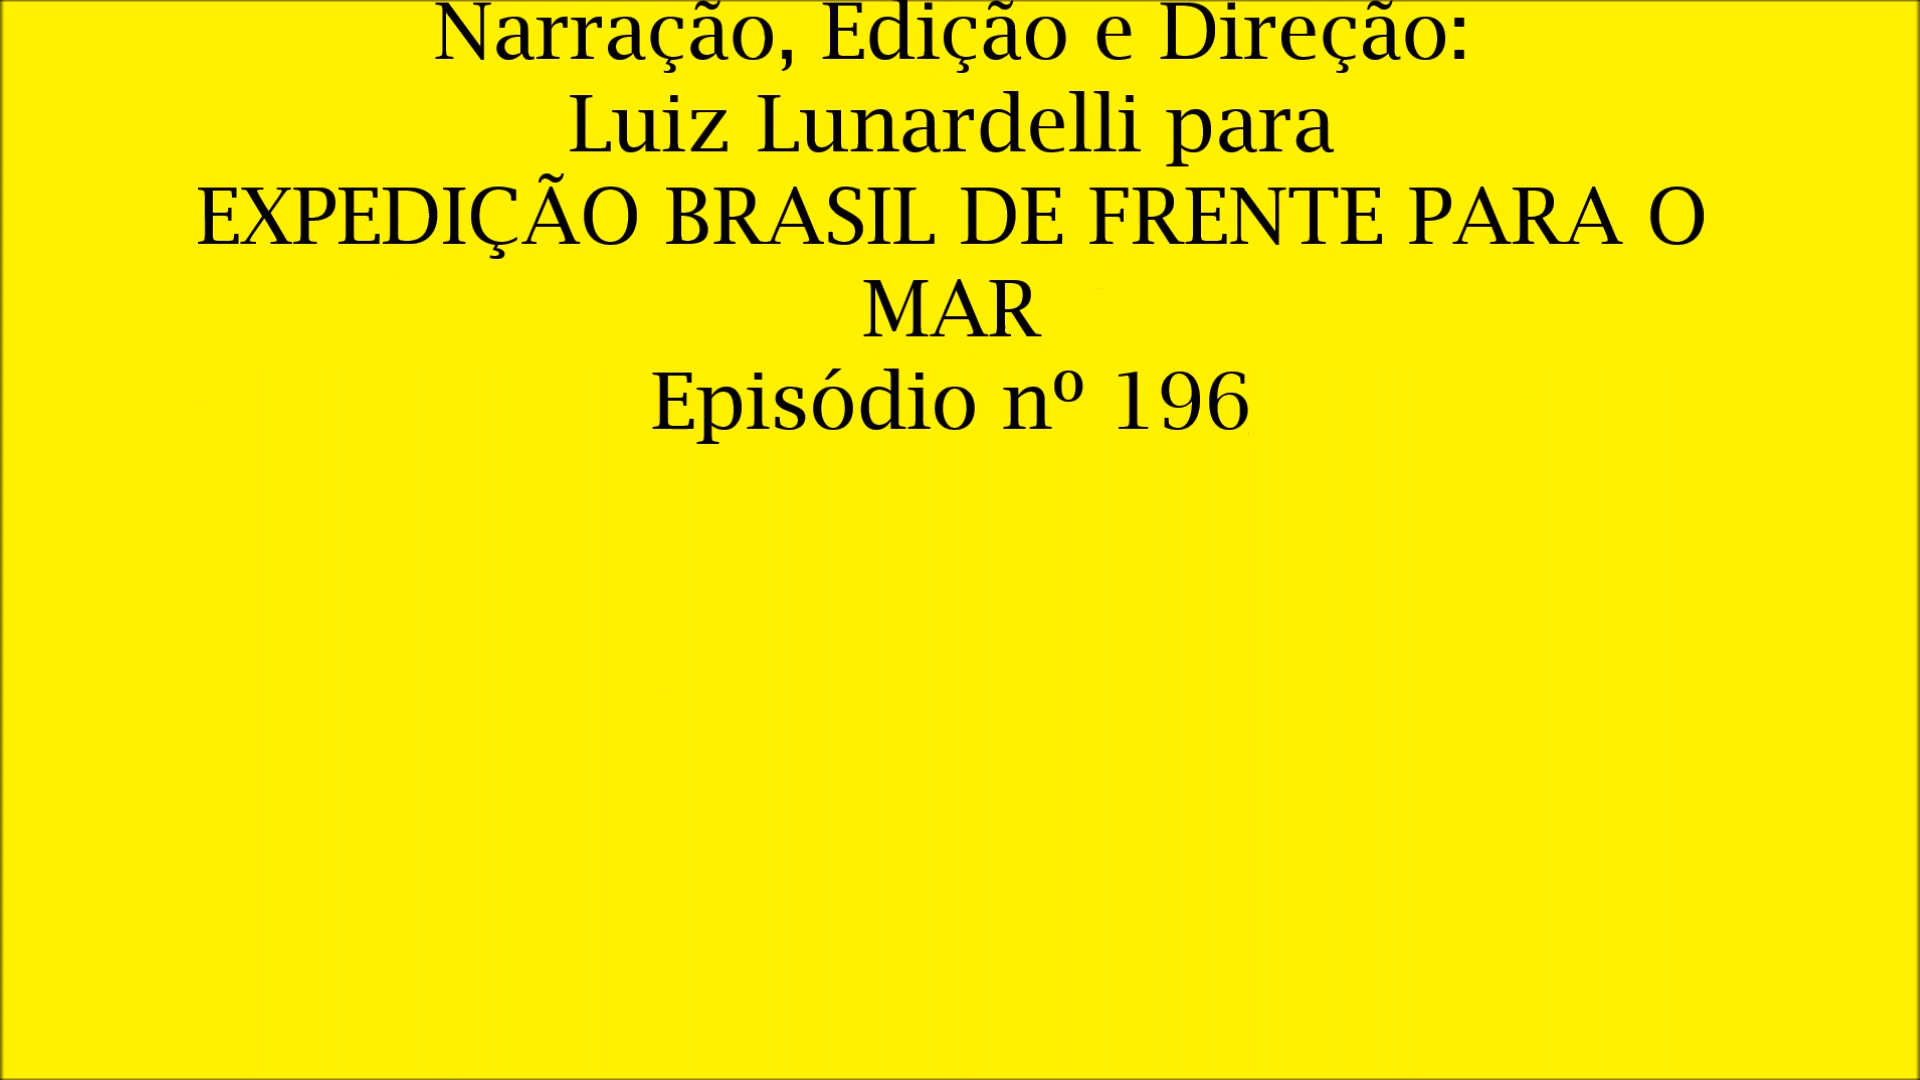 Narração, Edição e Direção:
Luiz Lunardelli para
EXPEDIÇÃO BRASIL DE FRENTE PARA O
MAR
Episódio nº 196